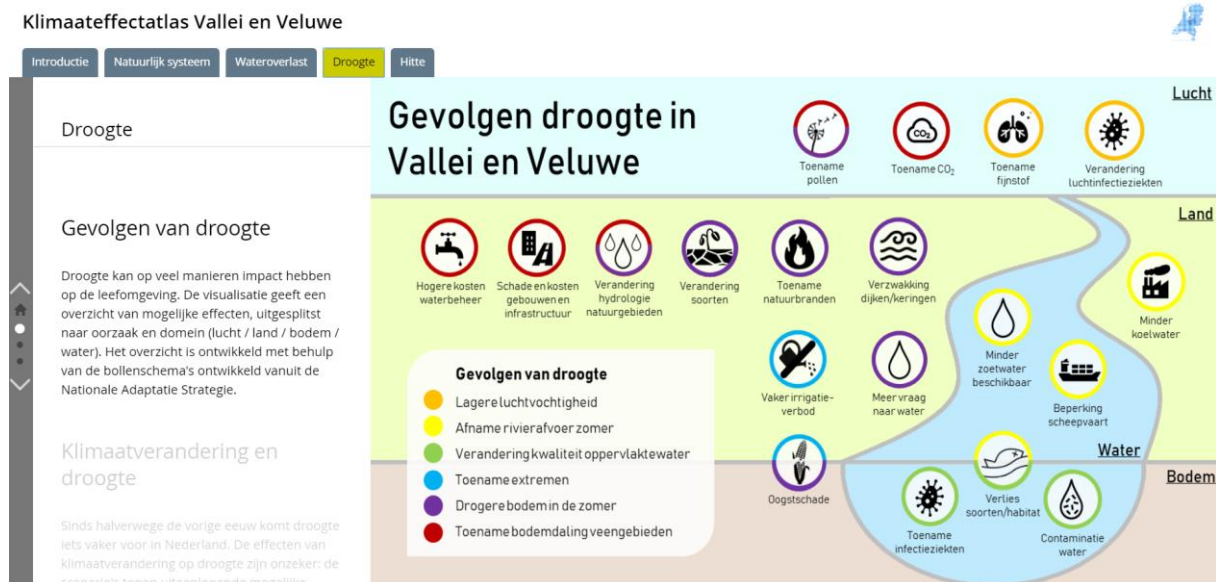 Klimaateffectatlas Vallei en Veluwe
Introductie
Natuurlijk systeem
Wateroverlast
Droogte
Hitte
Droogte
Gevolgen van droogte
Droogte kan op veel manieren impact hebben
op de leefomgeving. De visualisatie geeft een
overzicht van mogelijke effecten, uitgesplitst
naar oorzaak en domein (lucht / land / bodem /
water). Het overzicht is ontwikkeld met behulp
van de bollenschema's ontwikkeld vanuit de
Nationale Adaptatie Strategie.
Klimaatverandering en
droogte
Sinds halverwege de vorige eeuw komt droogte
iets vaker voor in Nederland. De effecten van
klimaatverandering op droogte zijn onzeker: de
Gevolgen droogte in
Vallei en Veluwe
Lucht
Toename
pollen
CO2
Toename CO2
Toename
fijnstof
Verandering
luchtinfectieziekten
Land
Hogere kosten
waterbeheer
Schade en kosten
gebouwen en
infrastructuur
Verandering
hydrologie
natuurgebieden
Verandering
soorten
Toename
natuurbranden
Verzwakking
dijken/keringen
Minder
koelwater
Minder
zoetwater
beschikbaar
Vaker irrigatie-
verbod
Meer vraag
naar water
Beperking
scheepvaart
Gevolgen van droogte
Lagere luchtvochtigheid
Afname rivierafvoer zomer
Verandering kwaliteit oppervlaktewater
Toename extremen
Drogere bodem in de zomer
Toename bodemdaling veengebieden
Water
Bodem
Oogstschade
Toename
infectieziekten
Verlies
soorten/habitat
Contaminatie
water